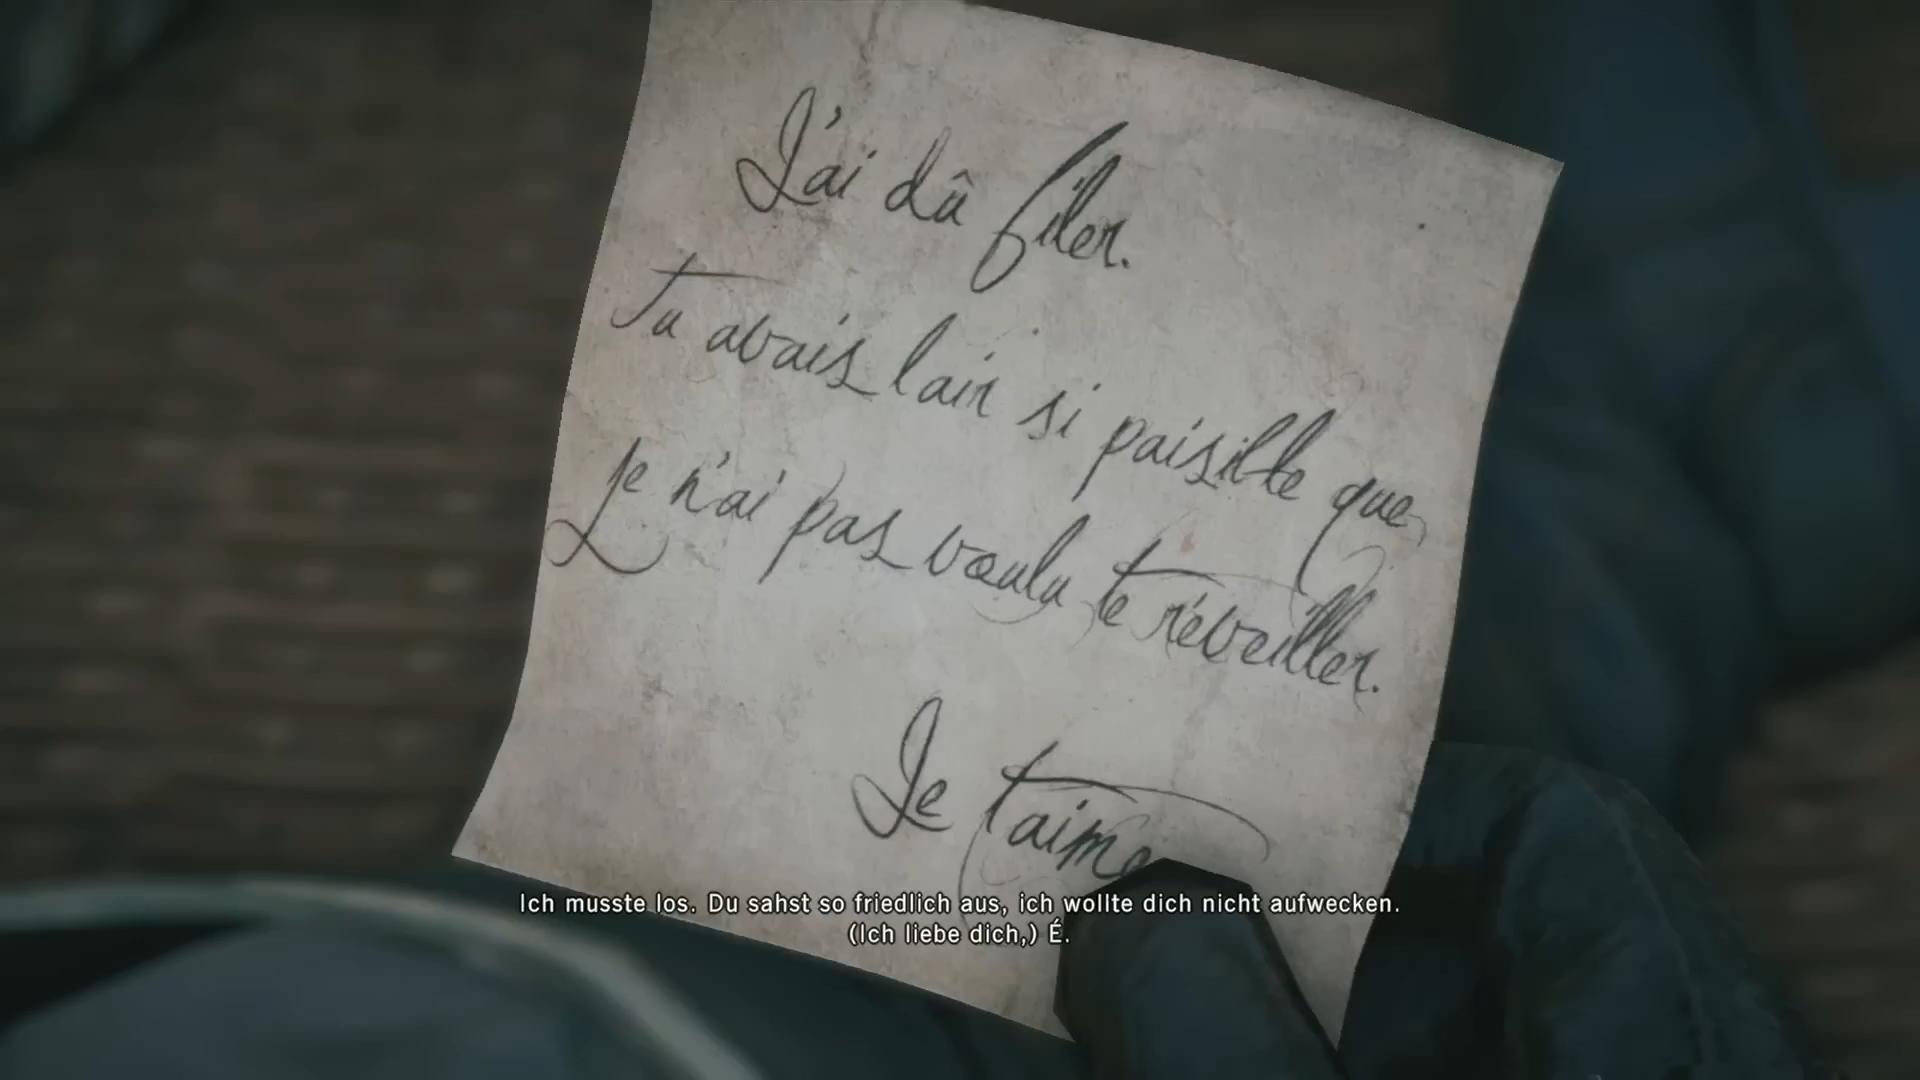 J'ai dû filer.
Tu avais l'air si paisible que
je n'ai pas voulu te réveiller.
Je t'aime
Ich musste los. Du sahst so friedlich aus, ich wollte dich nicht aufwecken.
(Ich liebe dich,) É.